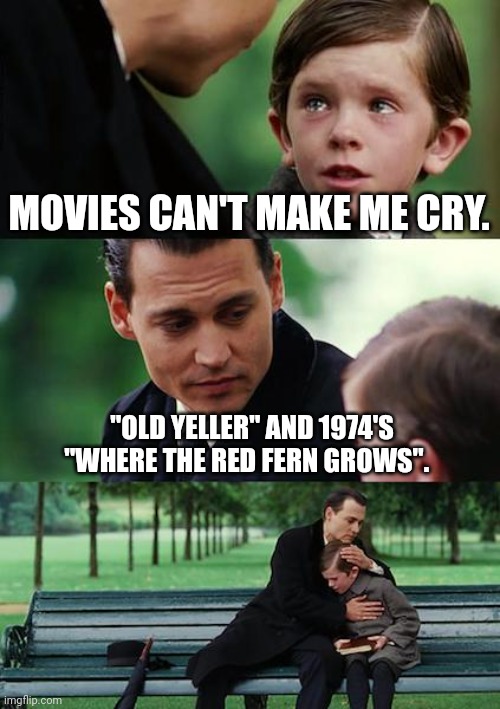 MOVIES CAN'T MAKE ME CRY.
"OLD YELLER" AND 1974'S
"WHERE THE RED FERN GROWS".
imgflip.com